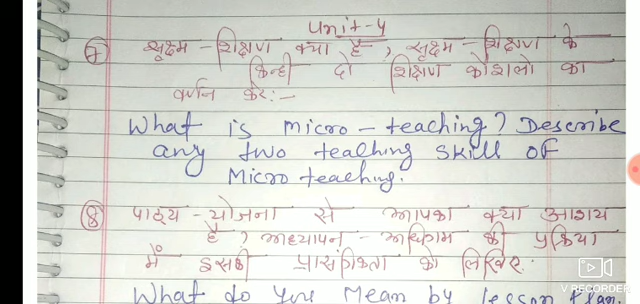 Unit-4
⑦ सूक्ष्म - शिक्षण क्या है, सूक्ष्म - शिक्षण के
किन्ही दो शिक्षण कौशलो का
वर्णन करे:-
What is micro - teaching? Describe
any two teaching skill of
Micro teaching.
⑧ पाठ्य - योजना से आपका क्या आशय
है? अध्यापन - अधिगम की प्रक्रिया
में इसकी प्रासंगिकता को लिखिए.
What do you Mean by lesson plan
V RECORDER